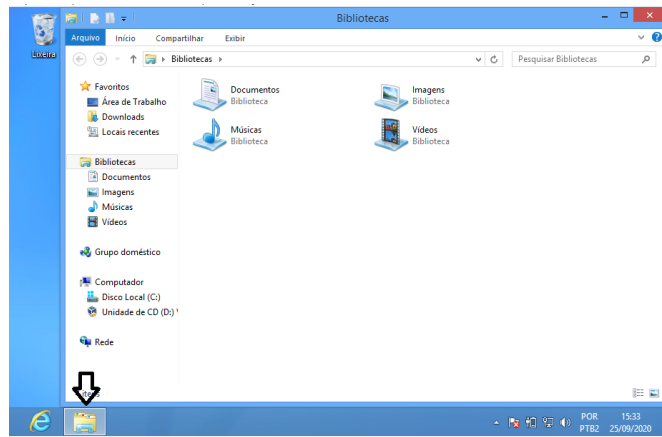 Bibliotecas
Arquivo Início Compartilhar Exibir
Lixeira
Bibliotecas
Pesquisar Bibliotecas
Favoritos
Área de Trabalho
Downloads
Locais recentes
Bibliotecas
Documentos
Imagens
Músicas
Vídeos
Grupo doméstico
Computador
Disco Local (C:)
Unidade de CD (D:)
Rede
Documentos
Biblioteca
Imagens
Biblioteca
Músicas
Biblioteca
Vídeos
Biblioteca
POR 15:33
PTB2 25/09/2020